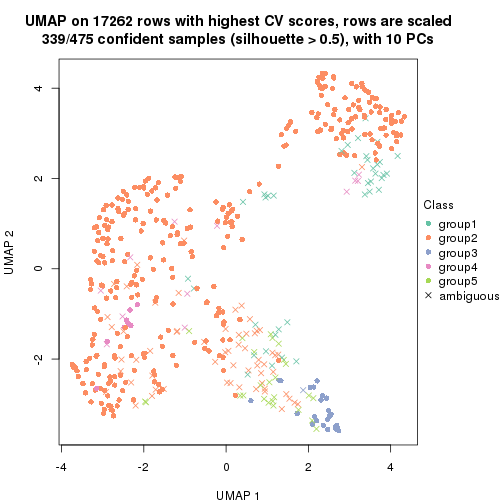 UMAP on 17262 rows with highest CV scores, rows are scaled
339/475 confident samples (silhouette > 0.5), with 10 PCs
4
2
0
-2
UMAP 2
-4
-2
0
2
4
UMAP 1
Class
group1
group2
group3
group4
group5
ambiguous